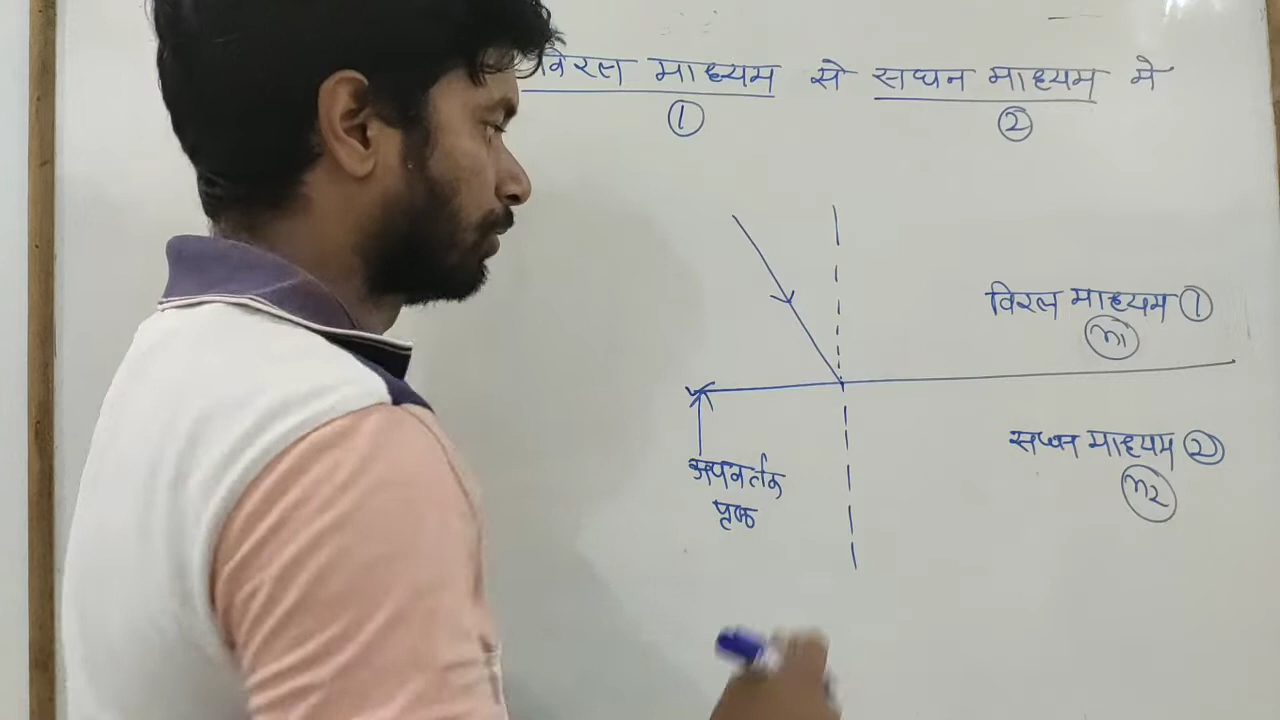 विरल माध्यम से सघन माध्यम मे
① ②
विरल माध्यम ①
n1
सघन माध्यम ②
n2
अपवर्तक
पृष्ठ